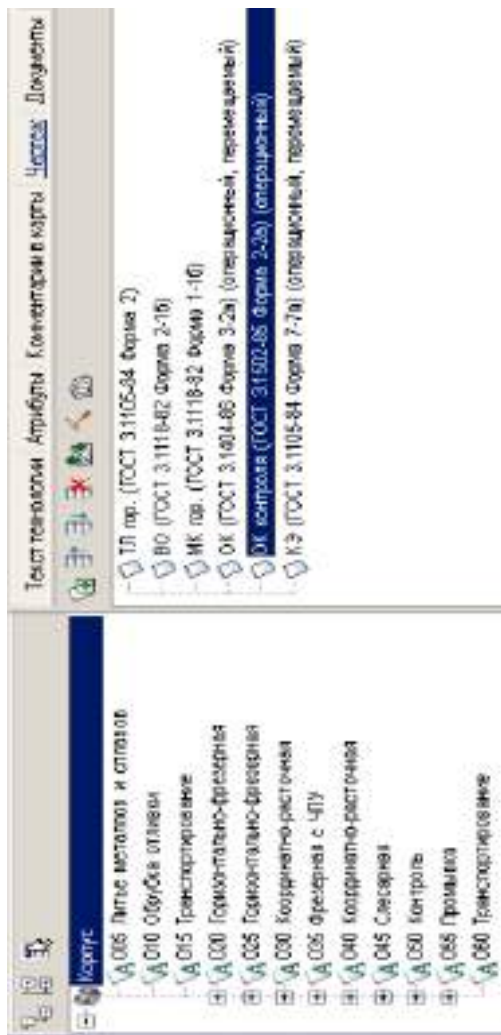 Корпус
005 Литье металлов и сплавов
010 Обрубка отливки
015 Транспортирование
020 Горизонтально-фрезерная
025 Горизонтально-фрезерная
030 Координатно-расточная
035 Фрезерная с ЧПУ
040 Координатно-расточная
045 Слесарная
050 Контроль
055 Промывка
060 Транспортирование
Текст технологии Атрибуты Комментарии в карты Чертеж Документы
ТЛ гор. (ГОСТ 3.1105-84 Форма 2)
ВО (ГОСТ 3.1118-82 Форма 2-1б)
МК гор. (ГОСТ 3.1118-82 Форма 1-1б)
ОК (ГОСТ 3.1404-86 Форма 3-2а) (операционный, перемещаемый)
ОК контроля (ГОСТ 3.1502-85 Форма 2-2а) (операционный)
КЭ (ГОСТ 3.1105-84 Форма 7-7а) (операционный, перемещаемый)